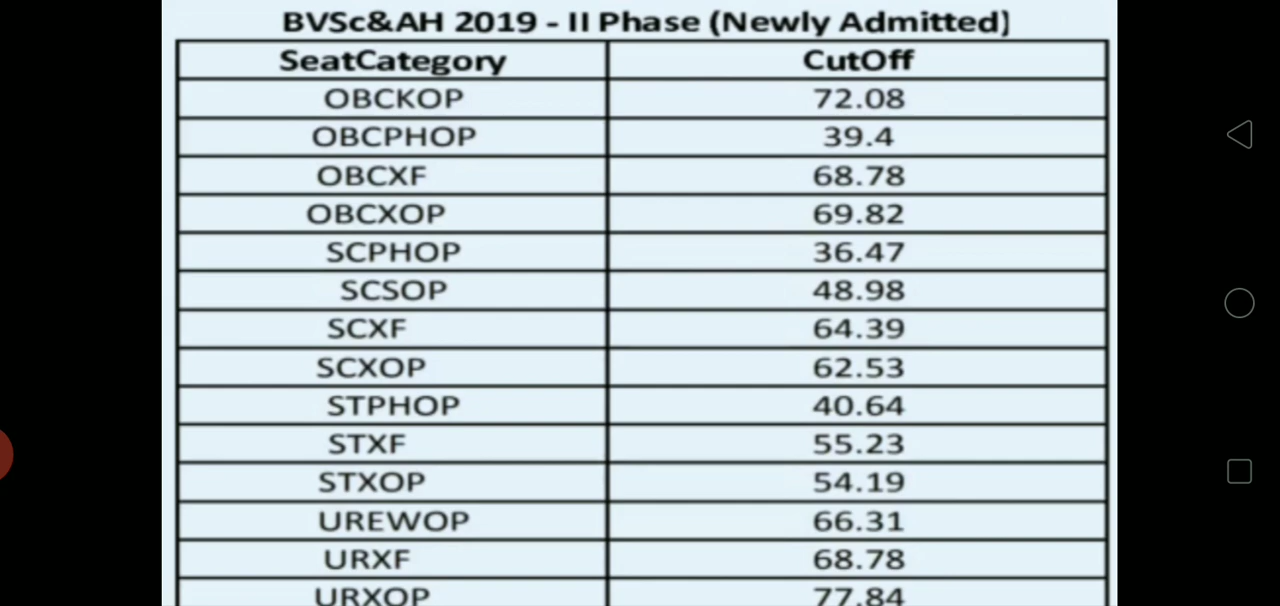 BVSc&AH 2019 - II Phase (Newly Admitted)
SeatCategory CutOff
OBCKOP 72.08
OBCPHOP 39.4
OBCXF 68.78
OBCXOP 69.82
SCPHOP 36.47
SCSOP 48.98
SCXF 64.39
SCXOP 62.53
STPHOP 40.64
STXF 55.23
STXOP 54.19
UREWOP 66.31
URXF 68.78
URXOP 77.84